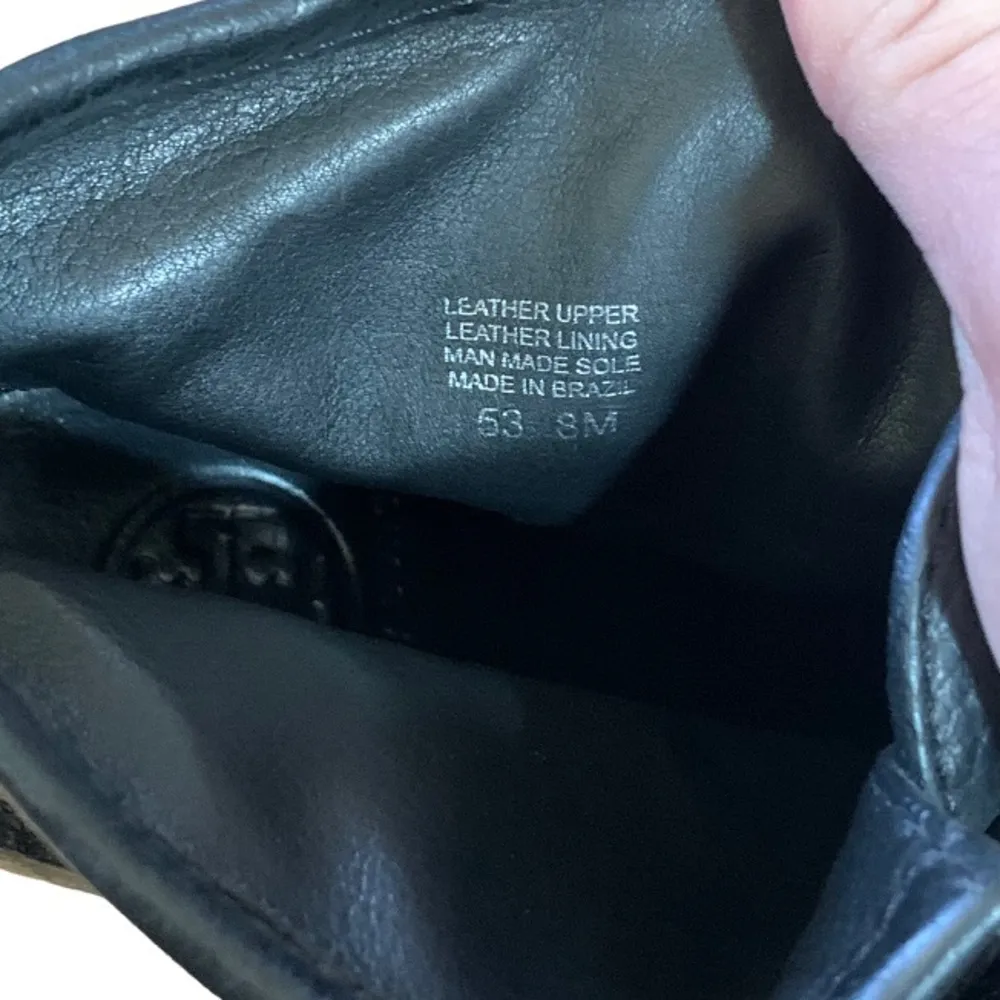 LEATHER UPPER
LEATHER LINING
MAN MADE SOLE
MADE IN BRAZIL
53 8M